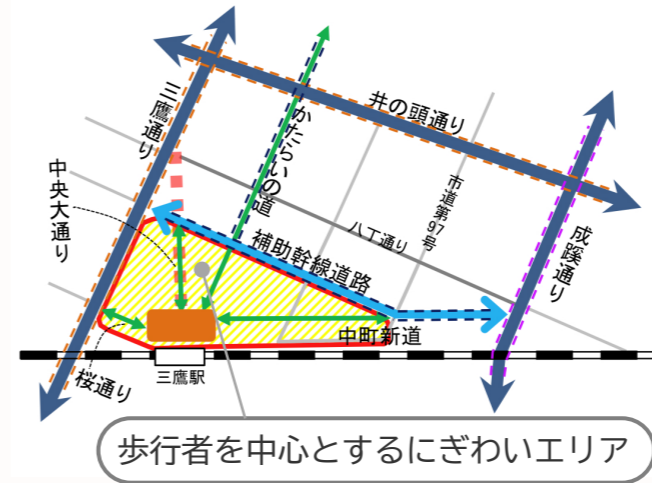 三鷹通り
かたらいの道
井の頭通り
中央大通り
市道第97号
八丁通り
補助幹線道路
成蹊通り
中町新道
桜通り
三鷹駅
歩行者を中心とするにぎわいエリア